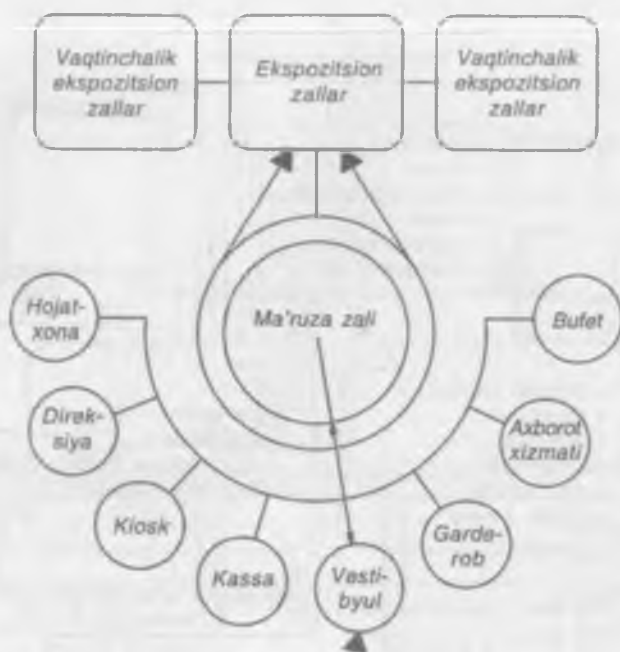 Vaqtinchalik
ekspozitsion
zallar
Ekspozitsion
zallar
Vaqtinchalik
ekspozitsion
zallar
Ma'ruza zali
Hojat-
xona
Bufet
Direk-
siya
Axborot
xizmati
Kiosk
Garde-
rob
Kassa
Vesti-
byul